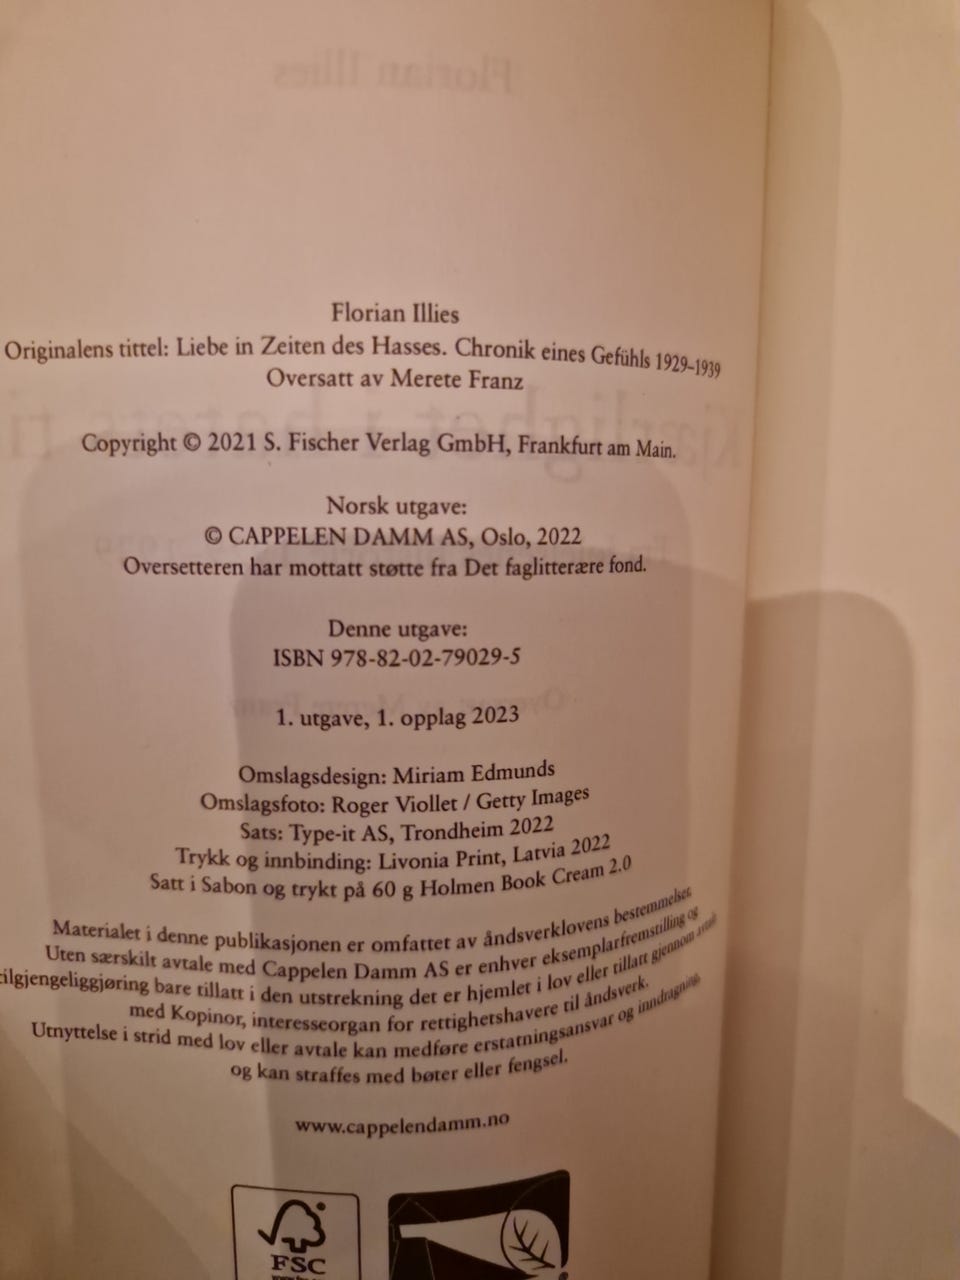 Florian Illies
Originalens tittel: Liebe in Zeiten des Hasses. Chronik eines Gefühls 1929–1939
Oversatt av Merete Franz
Copyright © 2021 S. Fischer Verlag GmbH, Frankfurt am Main.
Norsk utgave:
© CAPPELEN DAMM AS, Oslo, 2022
Oversetteren har mottatt støtte fra Det faglitterære fond.
Denne utgave:
ISBN 978-82-02-79029-5
1. utgave, 1. opplag 2023
Omslagsdesign: Miriam Edmunds
Omslagsfoto: Roger Viollet / Getty Images
Sats: Type-it AS, Trondheim 2022
Trykk og innbinding: Livonia Print, Latvia 2022
Satt i Sabon og trykt på 60 g Holmen Book Cream 2.0
Materialet i denne publikasjonen er omfattet av åndsverklovens bestemmelser.
Uten særskilt avtale med Cappelen Damm AS er enhver eksemplarfremstilling og
tilgjengeliggjøring bare tillatt i den utstrekning det er hjemlet i lov eller tillatt gjennom avtale
med Kopinor, interesseorgan for rettighetshavere til åndsverk.
Utnyttelse i strid med lov eller avtale kan medføre erstatningsansvar og inndragning,
og kan straffes med bøter eller fengsel.
www.cappelendamm.no
FSC